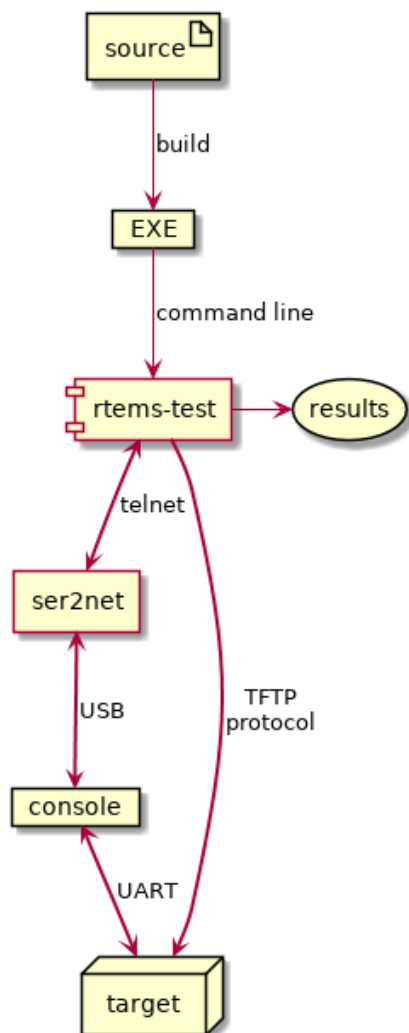 source
build
EXE
command line
rtems-test
results
telnet
ser2net
USB
TFTP
protocol
console
UART
target